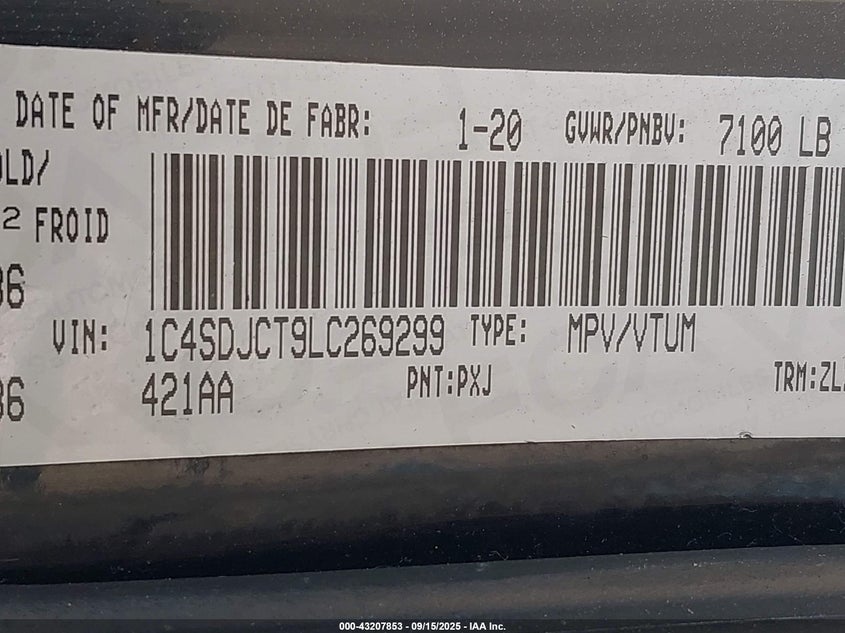 DATE OF MFR/DATE DE FABR: 1-20 GVWR/PNBV: 7100 LB
OLD/
2 FROID
36
VIN: 1C4SDJCT9LC269299 TYPE: MPV/VTUM
36 421AA PNT:PXJ TRM:ZL
000-43207853 - 09/15/2025 - IAA Inc.